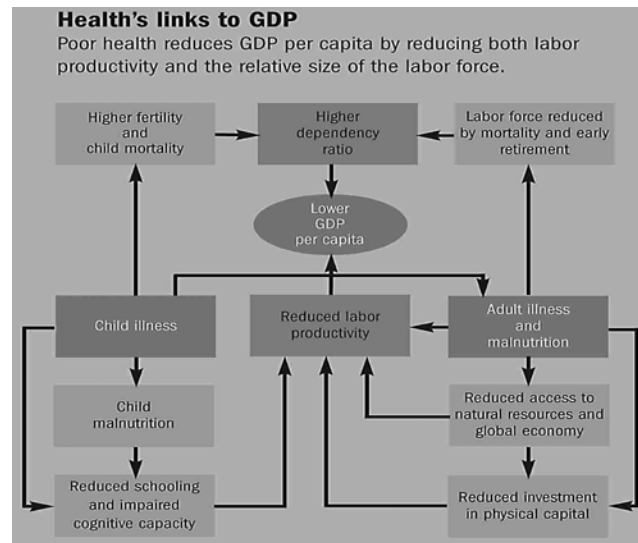 Health's links to GDP
Poor health reduces GDP per capita by reducing both labor
productivity and the relative size of the labor force.
Higher fertility
and
child mortality
Higher
dependency
ratio
Labor force reduced
by mortality and early
retirement
Lower
GDP
per capita
Child illness
Reduced labor
productivity
Adult illness
and
malnutrition
Child
malnutrition
Reduced access to
natural resources and
global economy
Reduced schooling
and impaired
cognitive capacity
Reduced investment
in physical capital